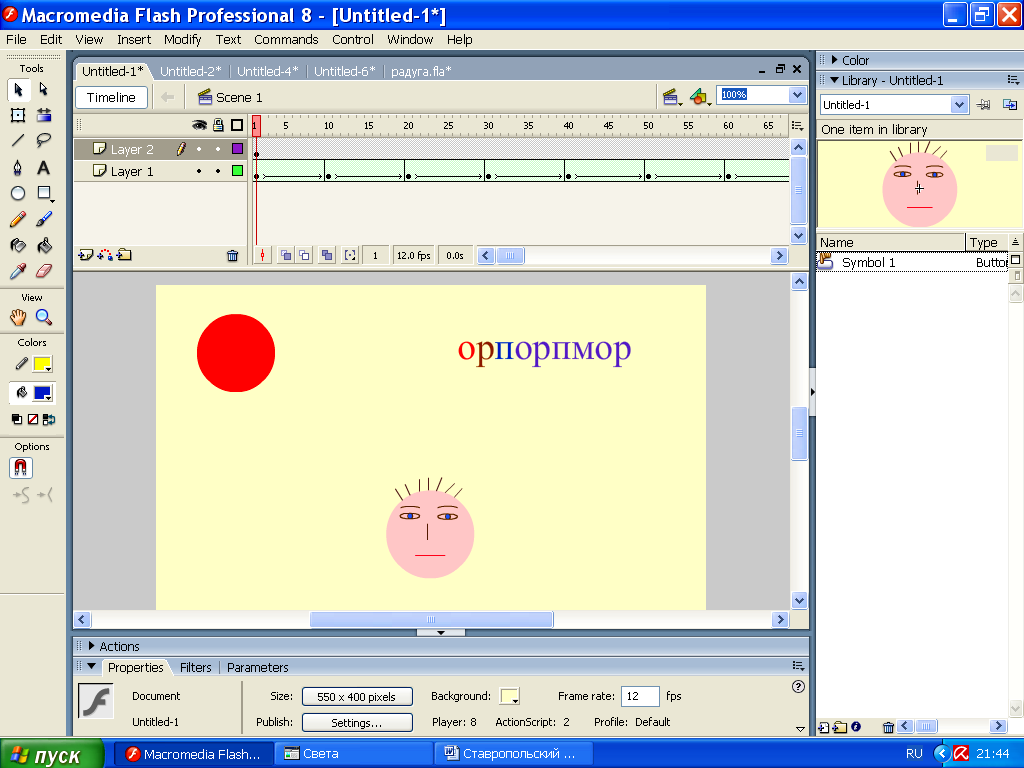 Macromedia Flash Professional 8 - [Untitled-1*]
File Edit View Insert Modify Text Commands Control Window Help
Tools
View
Colors
Options
Untitled-1* Untitled-2* Untitled-4* Untitled-6* радуга.fla*
Timeline Scene 1 100%
1 5 10 15 20 25 30 35 40 45 50 55 60 65
Layer 2
Layer 1
1 12.0 fps 0.0s
орпорпмор
Actions
Properties Filters Parameters
Document Size: 550 x 400 pixels Background: Frame rate: 12 fps
Untitled-1 Publish: Settings... Player: 8 ActionScript: 2 Profile: Default
Color
Library - Untitled-1
Untitled-1
One item in library
Name Type
Symbol 1 Butto
пуск Macromedia Flash... Света Ставропольский ... RU 21:44